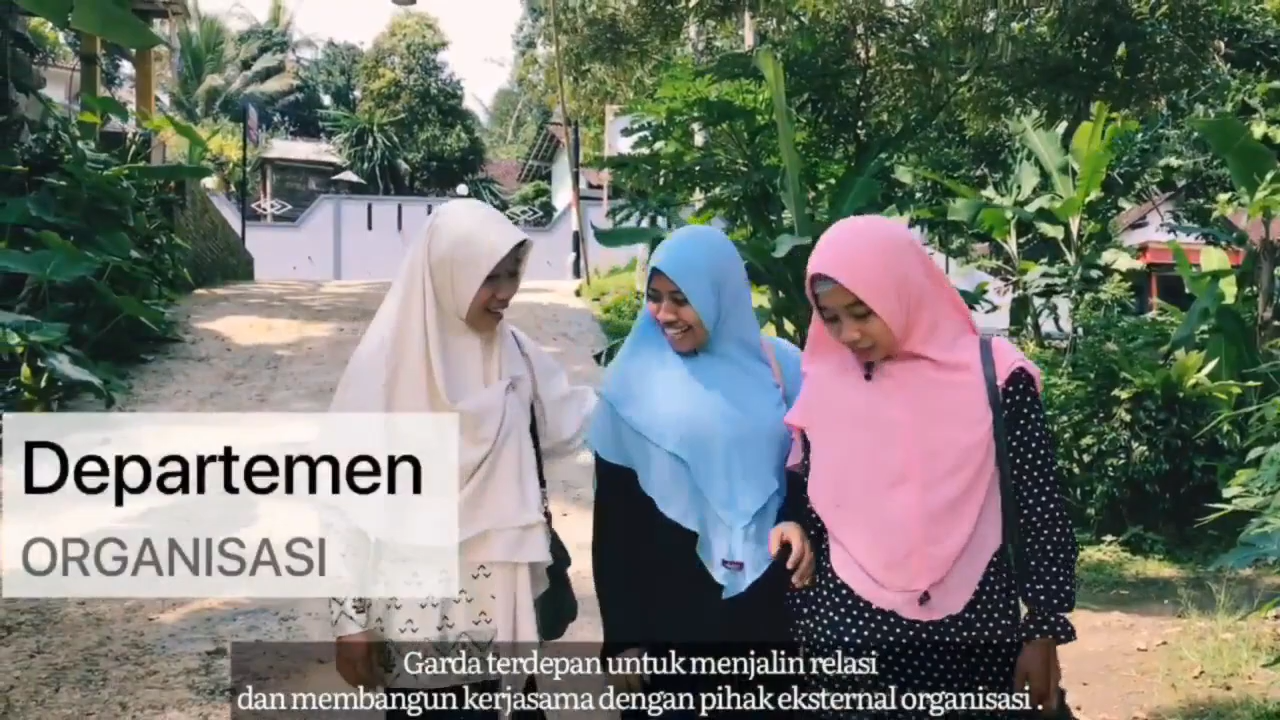 Departemen
ORGANISASI
Garda terdepan untuk menjalin relasi
dan membangun kerjasama dengan pihak eksternal organisasi .